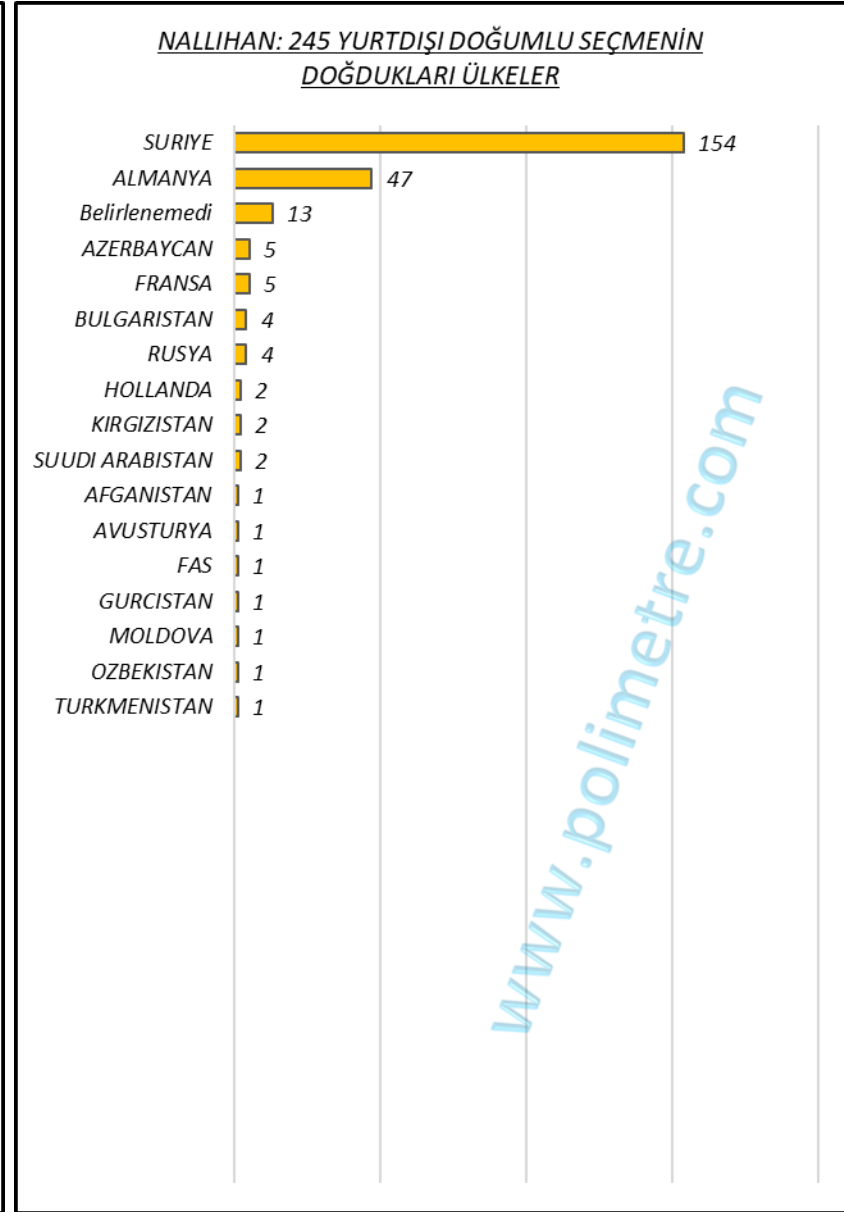 NALLIHAN: 245 YURTDIŞI DOĞUMLU SEÇMENİN
DOĞDUKLARI ÜLKELER
SURIYE 154
ALMANYA 47
Belirlenemedi 13
AZERBAYCAN 5
FRANSA 5
BULGARISTAN 4
RUSYA 4
HOLLANDA 2
KIRGIZISTAN 2
SUUDI ARABISTAN 2
AFGANISTAN 1
AVUSTURYA 1
FAS 1
GURCISTAN 1
MOLDOVA 1
OZBEKISTAN 1
TURKMENISTAN 1
www.polimetre.com